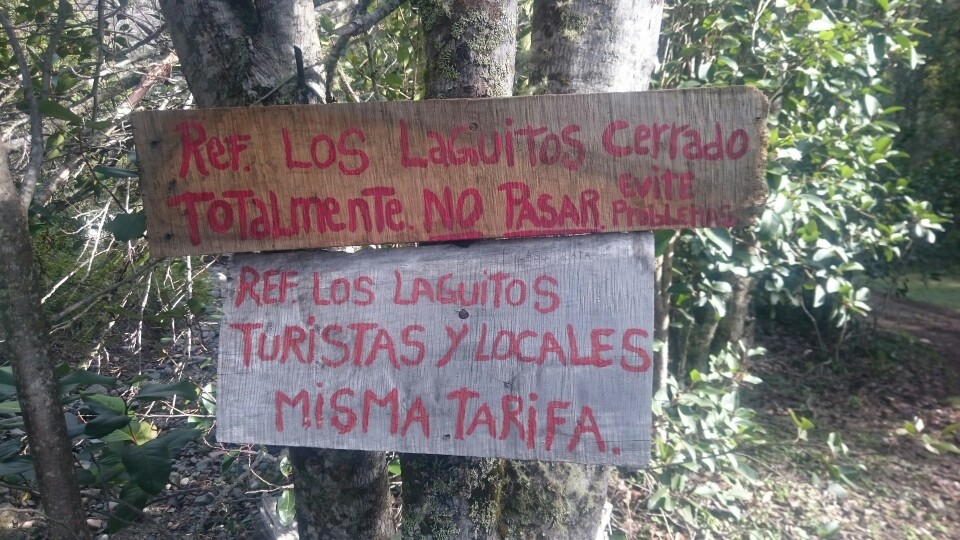 Ref. LOS LAGUiTOS Cerrado
TOTALmente. NO PASAR EVITE Problemas
REF LOS LAGUITOS
TURiSTAS Y LOCALES
MiSMA TARiFA.